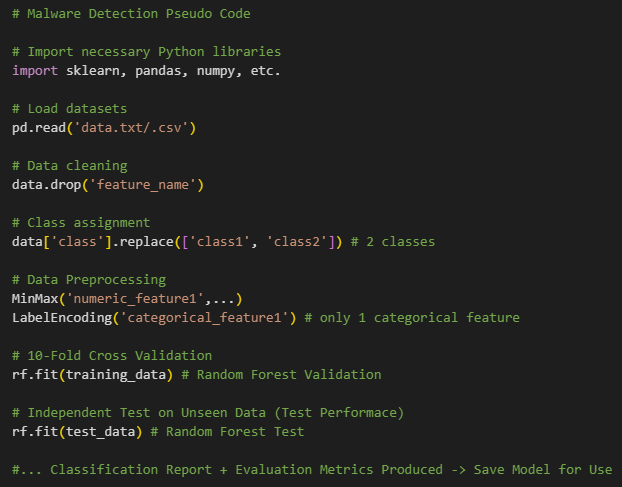 # Malware Detection Pseudo Code
# Import necessary Python libraries
import sklearn, pandas, numpy, etc.
# Load datasets
pd.read('data.txt/.csv')
# Data cleaning
data.drop('feature_name')
# Class assignment
data['class'].replace(['class1', 'class2']) # 2 classes
# Data Preprocessing
MinMax('numeric_feature1',...)
LabelEncoding('categorical_feature1') # only 1 categorical feature
# 10-Fold Cross Validation
rf.fit(training_data) # Random Forest Validation
# Independent Test on Unseen Data (Test Performace)
rf.fit(test_data) # Random Forest Test
#... Classification Report + Evaluation Metrics Produced -> Save Model for Use